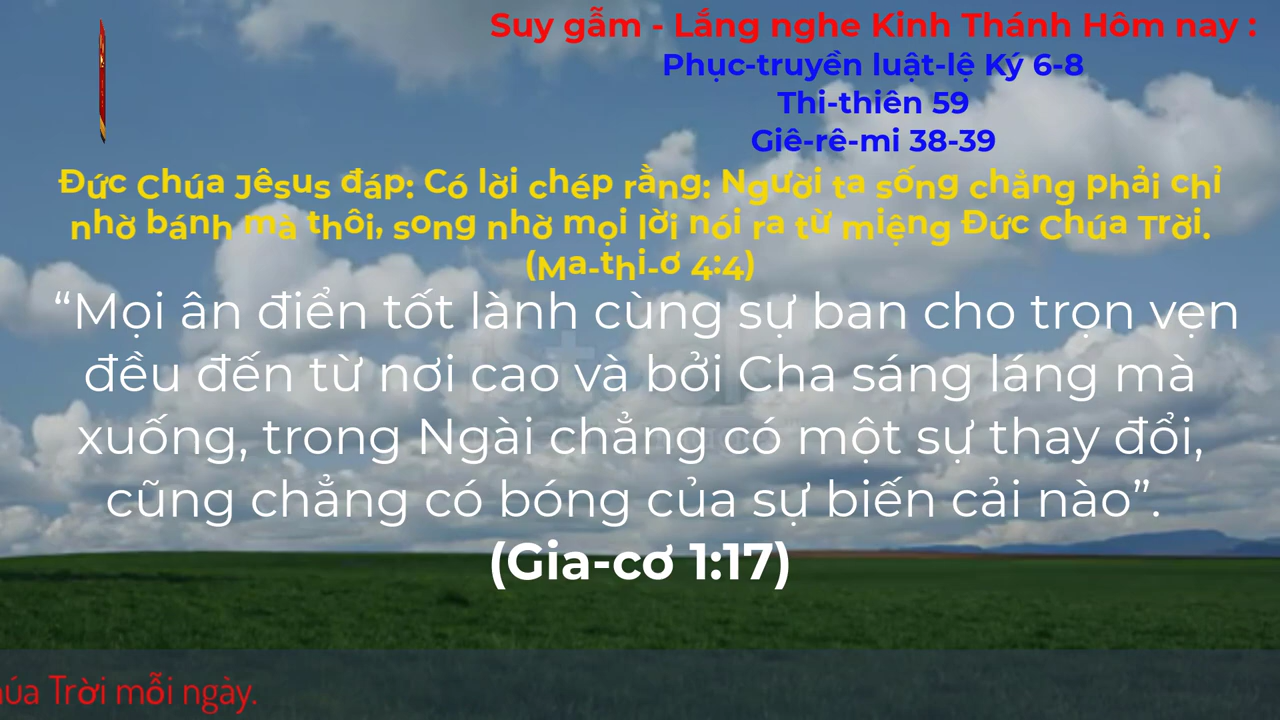 Suy gẫm - Lắng nghe Kinh Thánh Hôm nay :
Phục-truyền luật-lệ Ký 6-8
Thi-thiên 59
Giê-rê-mi 38-39
Đức Chúa Jêsus đáp: Có lời chép rằng: Người ta sống chẳng phải chỉ
nhờ bánh mà thôi, song nhờ mọi lời nói ra từ miệng Đức Chúa Trời.
(Ma-thi-ơ 4:4)
“Mọi ân điển tốt lành cùng sự ban cho trọn vẹn
đều đến từ nơi cao và bởi Cha sáng láng mà
xuống, trong Ngài chẳng có một sự thay đổi,
cũng chẳng có bóng của sự biến cải nào”.
(Gia-cơ 1:17)
Trời mỗi ngày.